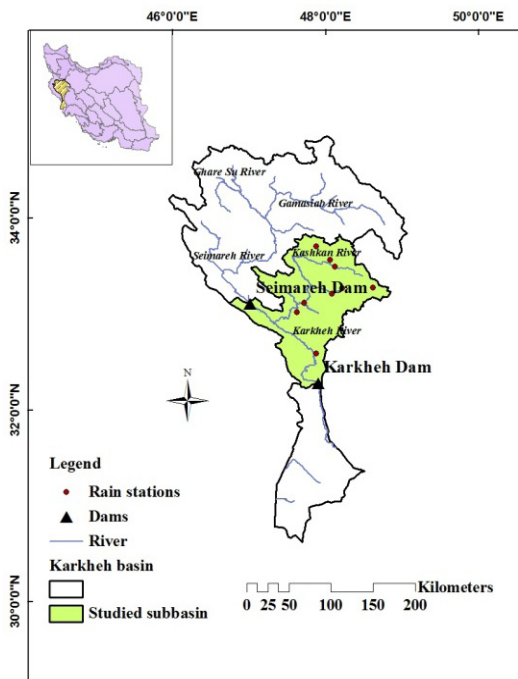 46°0'0"E
48°0'0"E
50°0'0"E
34°0'0"N
32°0'0"N
30°0'0"N
Ghare Su River
Gamasiab River
Seimareh River
Kashkan River
Seimareh Dam
Karkheh River
Karkheh Dam
N
Legend
Rain stations
Dams
River
Karkheh basin
Studied subbasin
Kilometers
0 25 50 100 150 200